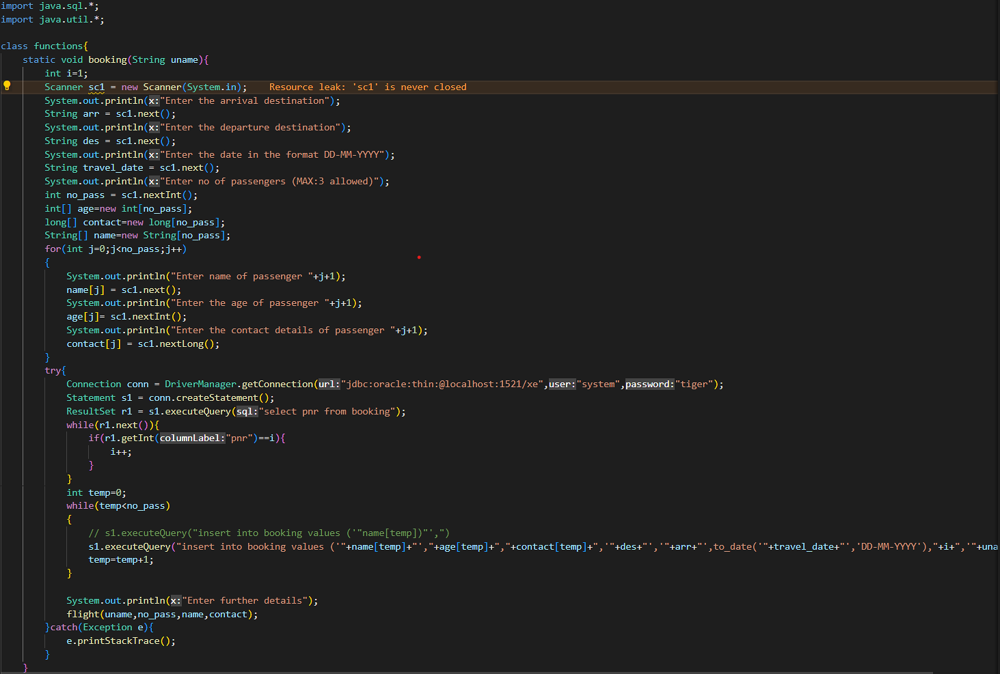 import java.sql.*;
import java.util.*;
class functions{
static void booking(String uname){
int i=1;
Scanner sc1 = new Scanner(System.in);    Resource leak: 'sc1' is never closed
System.out.println(x:"Enter the arrival destination");
String arr = sc1.next();
System.out.println(x:"Enter the departure destination");
String des = sc1.next();
System.out.println(x:"Enter the date in the format DD-MM-YYYY");
String travel_date = sc1.next();
System.out.println(x:"Enter no of passengers (MAX:3 allowed)");
int no_pass = sc1.nextInt();
int[] age=new int[no_pass];
long[] contact=new long[no_pass];
String[] name=new String[no_pass];
for(int j=0;j<no_pass;j++)
{
System.out.println("Enter name of passenger "+j+1);
name[j] = sc1.next();
System.out.println("Enter the age of passenger "+j+1);
age[j]= sc1.nextInt();
System.out.println("Enter the contact details of passenger "+j+1);
contact[j] = sc1.nextLong();
}
try{
Connection conn = DriverManager.getConnection(url:"jdbc:oracle:thin:@localhost:1521/xe",user:"system",password:"tiger");
Statement s1 = conn.createStatement();
ResultSet r1 = s1.executeQuery(sql:"select pnr from booking");
while(r1.next()){
if(r1.getInt(columnLabel:"pnr")==i){
i++;
}
}
int temp=0;
while(temp<no_pass)
{
// s1.executeQuery("insert into booking values ('"name[temp])"',")
s1.executeQuery("insert into booking values ('"+name[temp]+"',"+age[temp]+","+contact[temp]+",'"+des+"','"+arr+"',to_date('"+travel_date+"','DD-MM-YYYY'),"+i+",'"+una
temp=temp+1;
}
System.out.println(x:"Enter further details");
flight(uname,no_pass,name,contact);
}catch(Exception e){
e.printStackTrace();
}
}